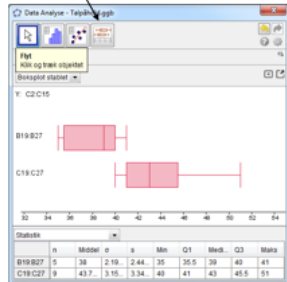 Data Analyse - Talpåhold.ggb
Flyt
Klik og træk objektet
Boksplot stablet
Y: C2:C15
B19:B27
C19:C27
32 34 36 38 40 42 44 46 48 50 52 54
Statistik
n Middel σ s Min Q1 Medi... Q3 Maks
B19:B27 5 38 2.19... 2.44... 35 35.5 39 40 41
C19:C27 9 43.7... 3.15... 3.34... 40 41 43 45.5 51